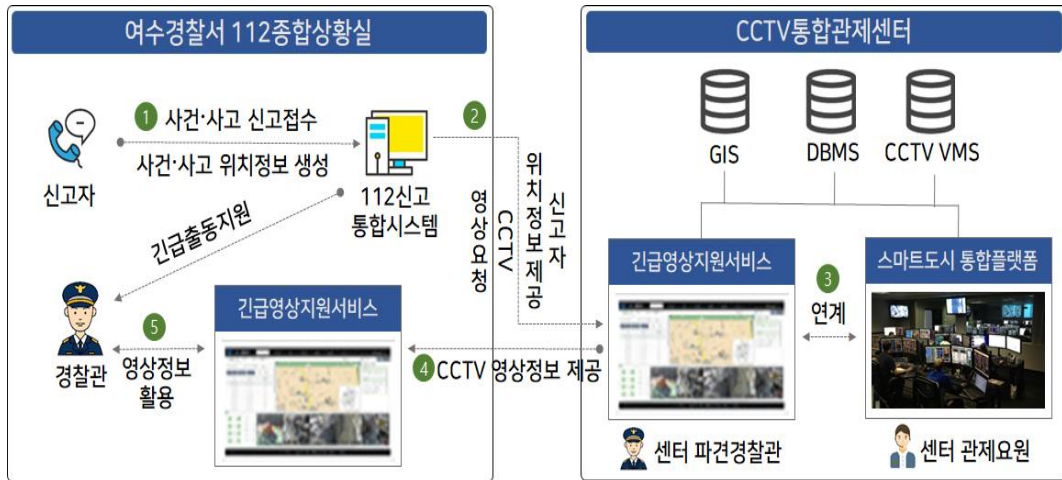 여수경찰서 112종합상황실
1 사건·사고 신고접수
사건·사고 위치정보 생성
신고자
112신고
통합시스템
긴급출동지원
경찰관
5
영상정보
활용
긴급영상지원서비스
2
신고자
위치정보제공
CCTV
영상요청
4 CCTV 영상정보 제공
CCTV통합관제센터
GIS
DBMS
CCTV VMS
긴급영상지원서비스
3
연계
스마트도시 통합플랫폼
센터 파견경찰관
센터 관제요원